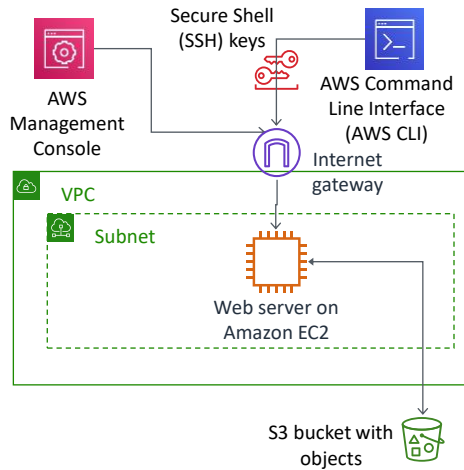 Secure Shell
(SSH) keys
AWS
Management
Console
AWS Command
Line Interface
(AWS CLI)
Internet
gateway
VPC
Subnet
Web server on
Amazon EC2
S3 bucket with
objects